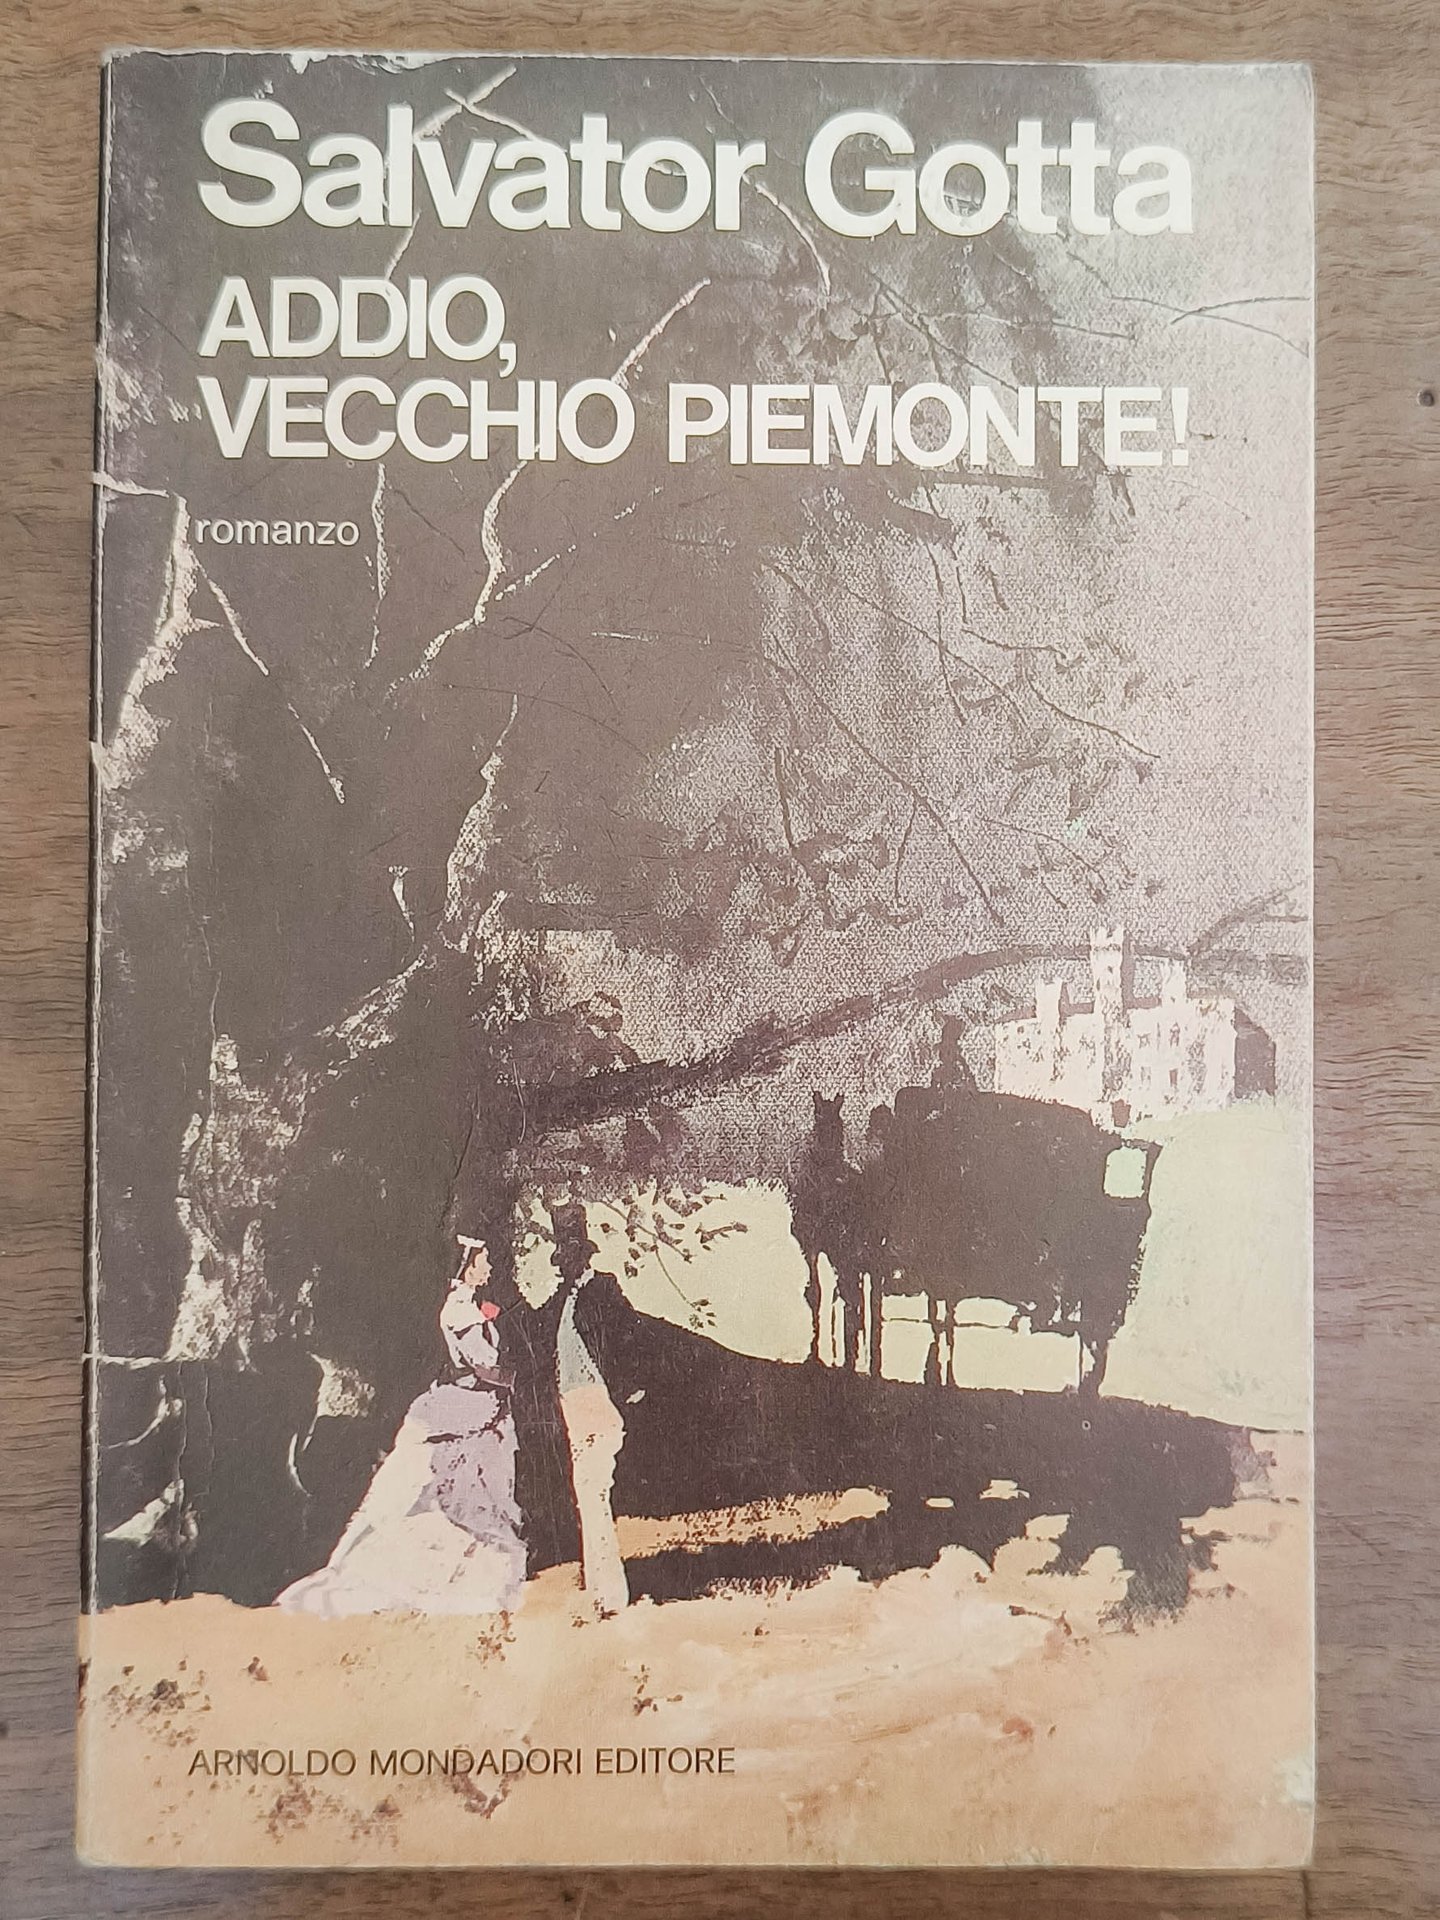 Salvator Gotta
ADDIO,
VECCHIO PIEMONTE!
romanzo
ARNOLDO MONDADORI EDITORE